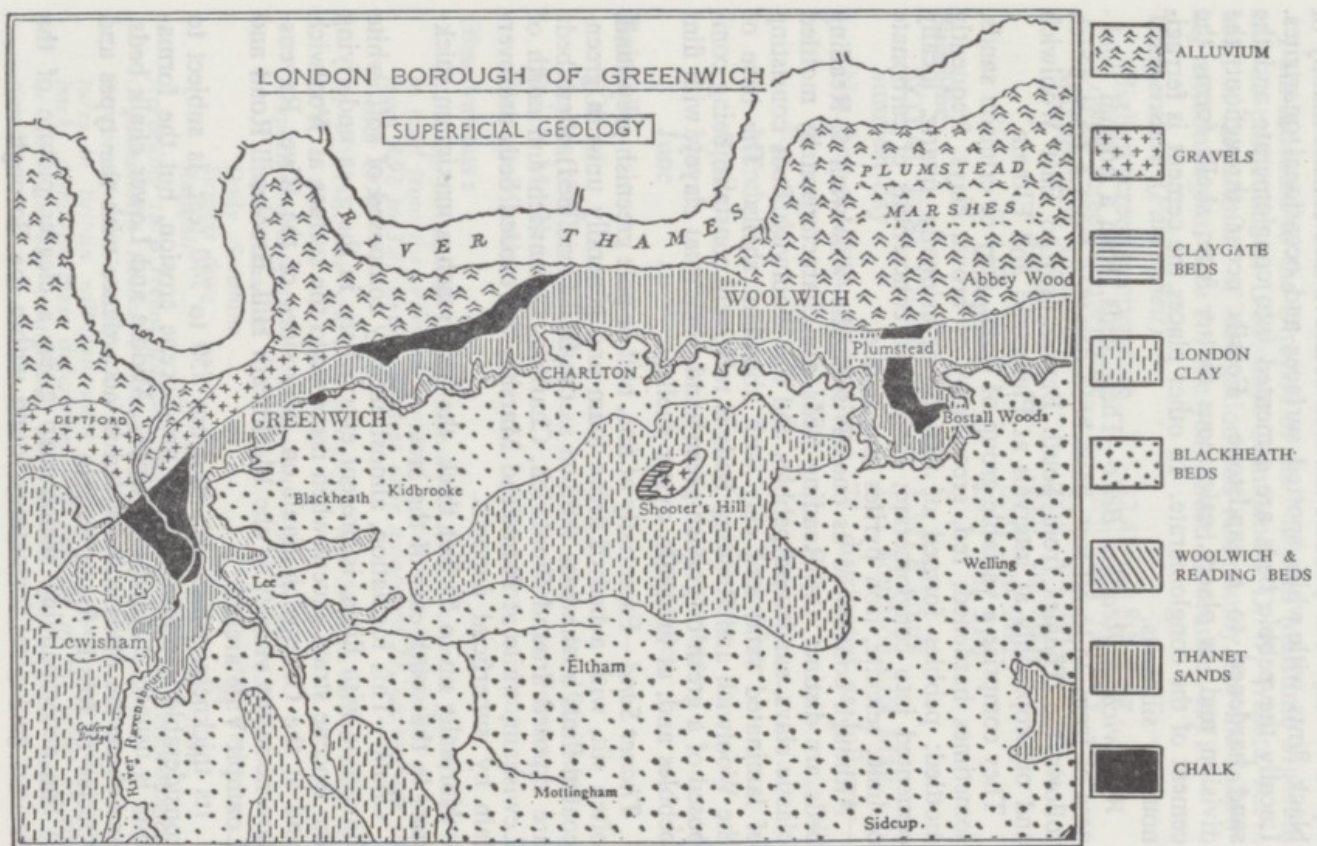 LONDON BOROUGH OF GREENWICH
SUPERFICIAL GEOLOGY
RIVER THAMES
PLUMSTEAD
MARSHES
Abbey Wood
WOOLWICH
Plumstead
CHARLTON
Bostall Woods
GREENWICH
DEPTFORD
Blackheath
Kidbrooke
Shooter's Hill
Lee
Welling
Lewisham
Eltham
River Ravensbourne
Mottingham
Sidcup
ALLUVIUM
GRAVELS
CLAYGATE
BEDS
LONDON
CLAY
BLACKHEATH
BEDS
WOOLWICH &
READING BEDS
THANET
SANDS
CHALK